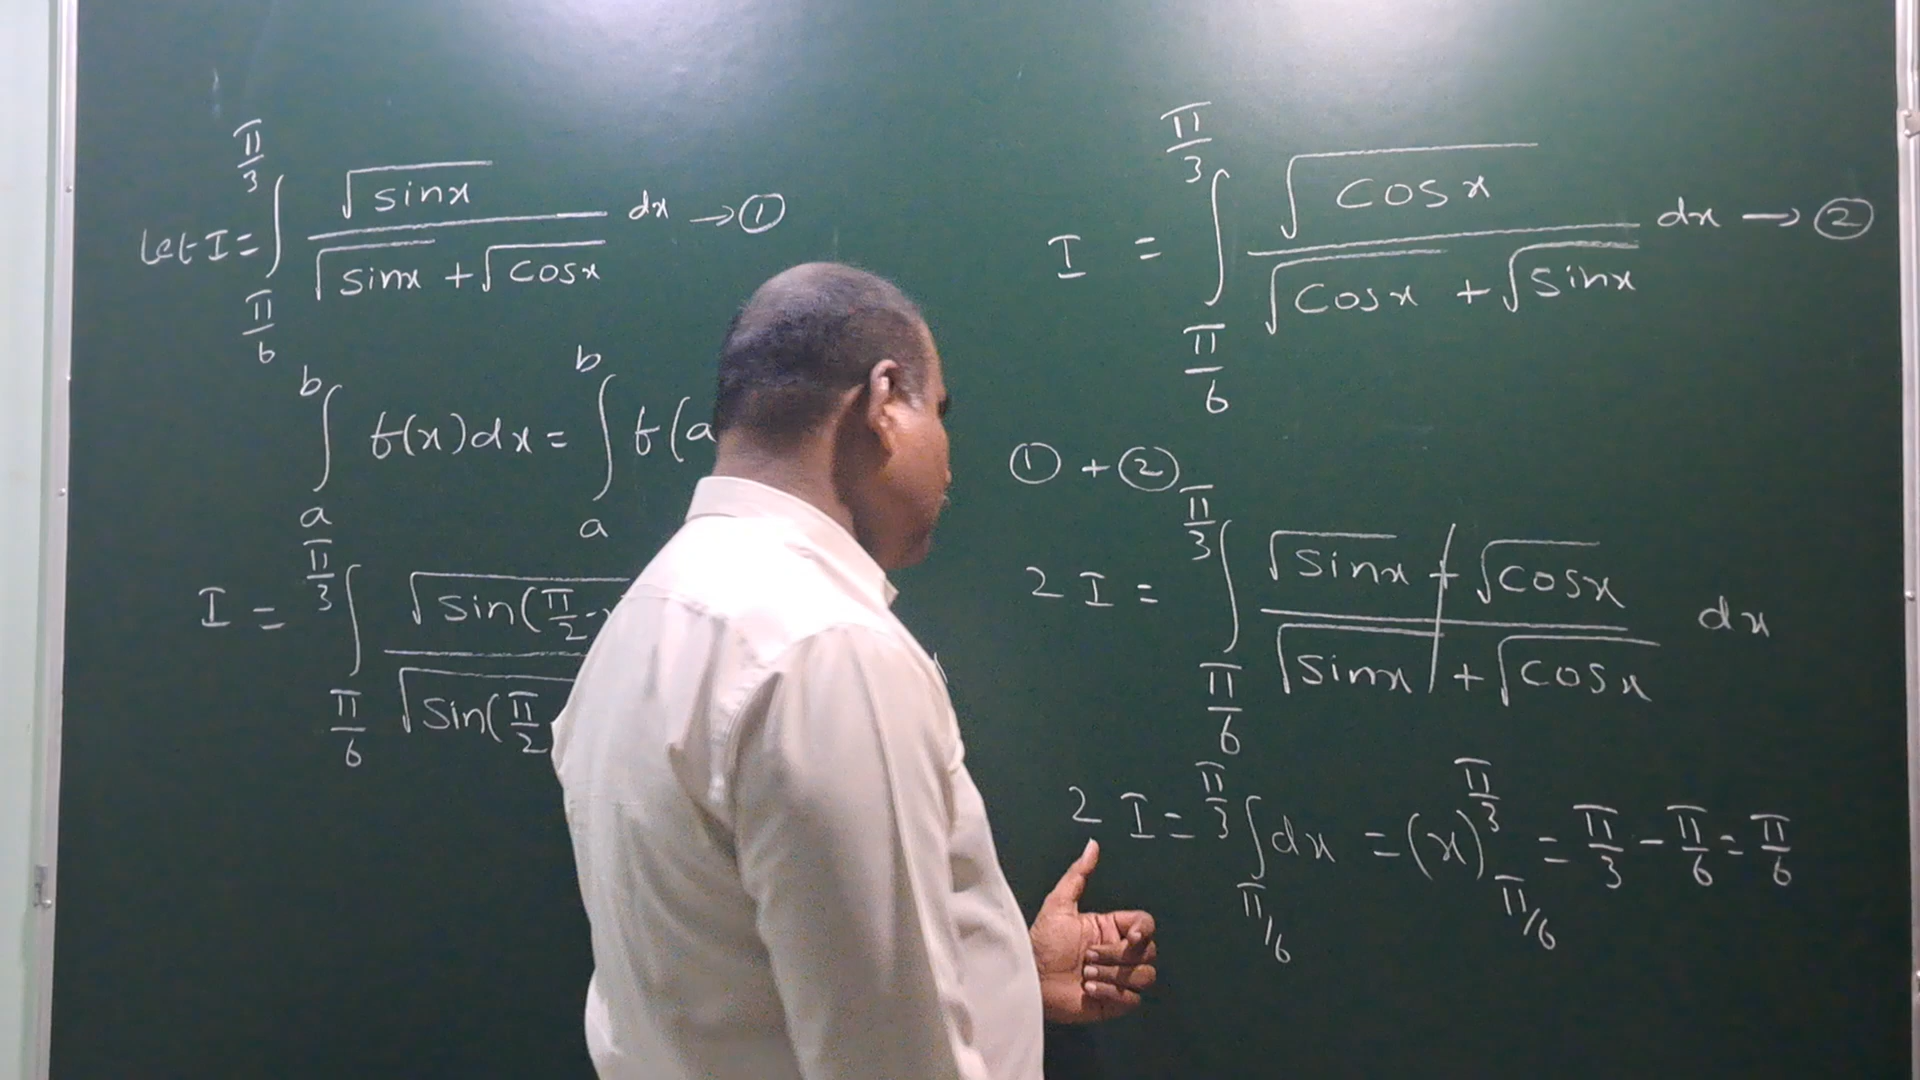 let I = ∫_{π/6}^{π/3} √sinx / (√sinx + √cosx) dx → ①
∫_a^b f(x)dx = ∫_a^b f(a
I = ∫_{π/6}^{π/3} √sin(π/2 - / √sin(π/2
I = ∫_{π/6}^{π/3} √cosx / (√cosx + √sinx) dx → ②
① + ②
2I = ∫_{π/6}^{π/3} (√sinx + √cosx) / (√sinx + √cosx) dx
2I = ∫_{π/6}^{π/3} dx = (x)_{π/6}^{π/3} = π/3 - π/6 = π/6